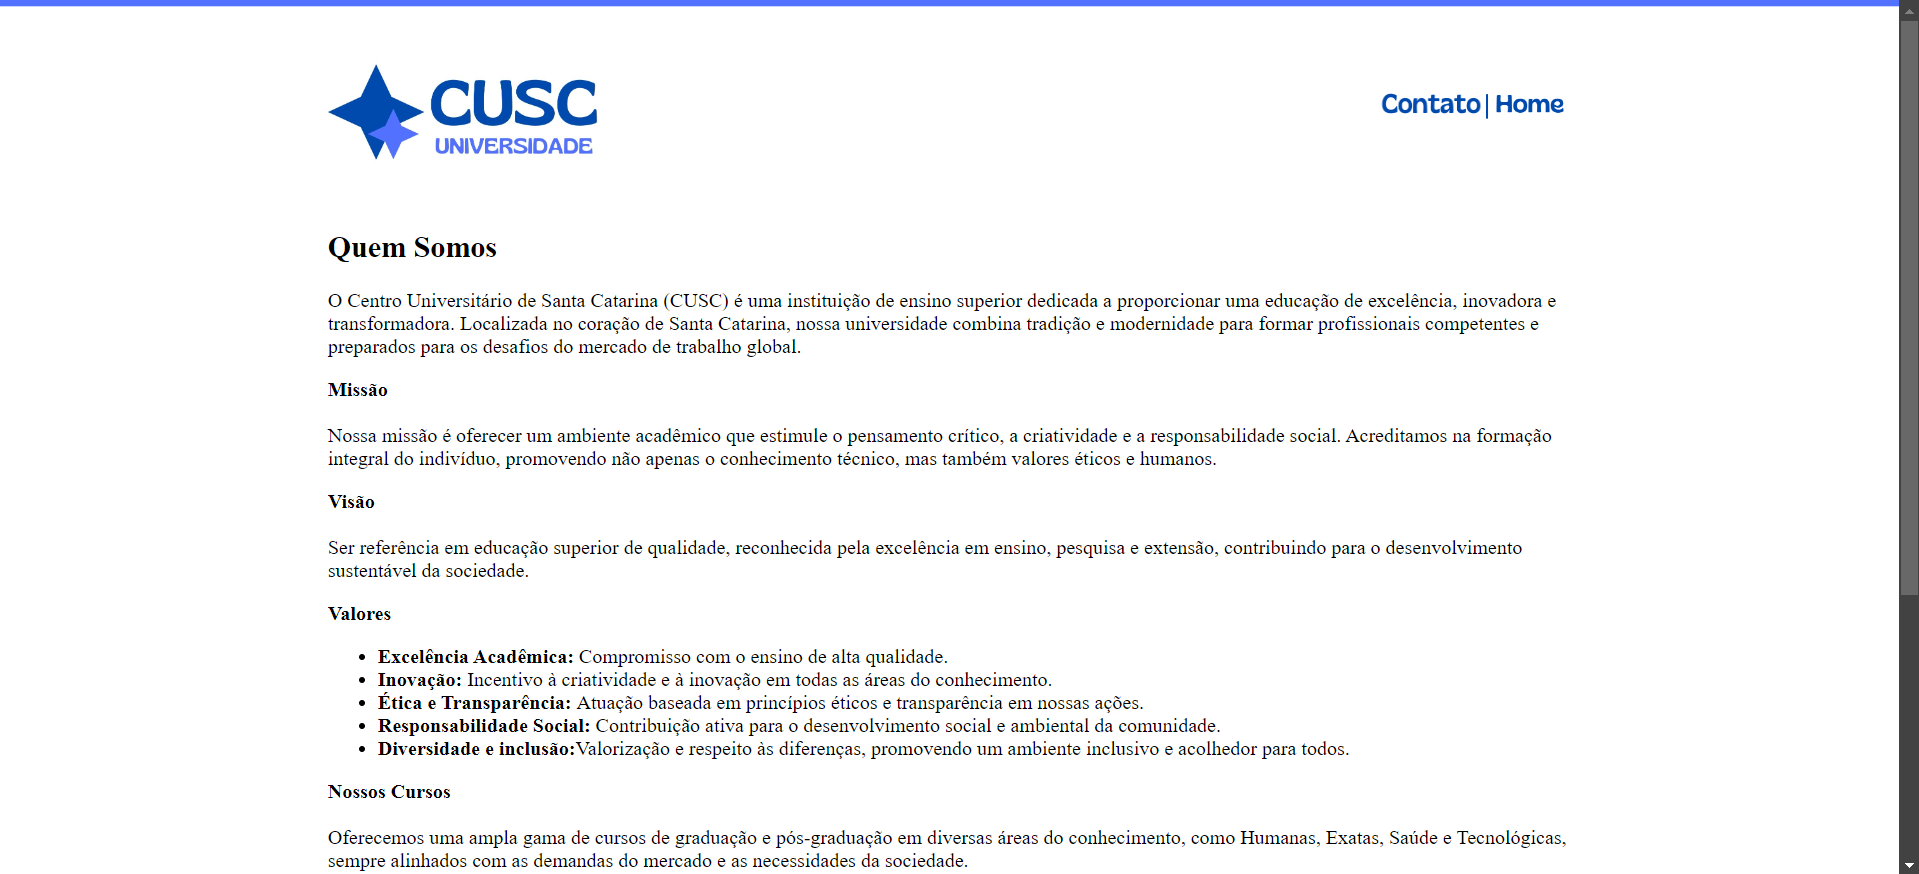 CUSC
UNIVERSIDADE
Contato | Home
Quem Somos
O Centro Universitário de Santa Catarina (CUSC) é uma instituição de ensino superior dedicada a proporcionar uma educação de excelência, inovadora e
transformadora. Localizada no coração de Santa Catarina, nossa universidade combina tradição e modernidade para formar profissionais competentes e
preparados para os desafios do mercado de trabalho global.
Missão
Nossa missão é oferecer um ambiente acadêmico que estimule o pensamento crítico, a criatividade e a responsabilidade social. Acreditamos na formação
integral do indivíduo, promovendo não apenas o conhecimento técnico, mas também valores éticos e humanos.
Visão
Ser referência em educação superior de qualidade, reconhecida pela excelência em ensino, pesquisa e extensão, contribuindo para o desenvolvimento
sustentável da sociedade.
Valores
• Excelência Acadêmica: Compromisso com o ensino de alta qualidade.
• Inovação: Incentivo à criatividade e à inovação em todas as áreas do conhecimento.
• Ética e Transparência: Atuação baseada em princípios éticos e transparência em nossas ações.
• Responsabilidade Social: Contribuição ativa para o desenvolvimento social e ambiental da comunidade.
• Diversidade e inclusão:Valorização e respeito às diferenças, promovendo um ambiente inclusivo e acolhedor para todos.
Nossos Cursos
Oferecemos uma ampla gama de cursos de graduação e pós-graduação em diversas áreas do conhecimento, como Humanas, Exatas, Saúde e Tecnológicas,
sempre alinhados com as demandas do mercado e as necessidades da sociedade.